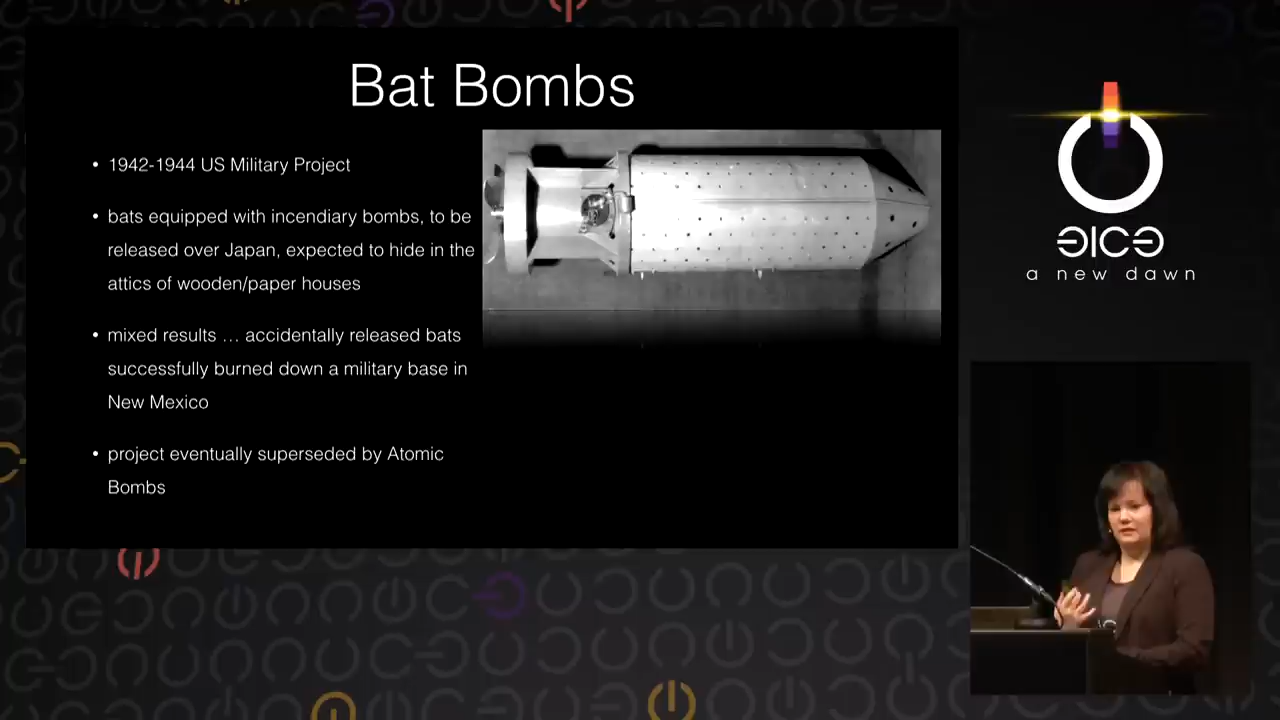 Bat Bombs
• 1942-1944 US Military Project
• bats equipped with incendiary bombs, to be
released over Japan, expected to hide in the
attics of wooden/paper houses
• mixed results … accidentally released bats
successfully burned down a military base in
New Mexico
• project eventually superseded by Atomic
Bombs
a new dawn